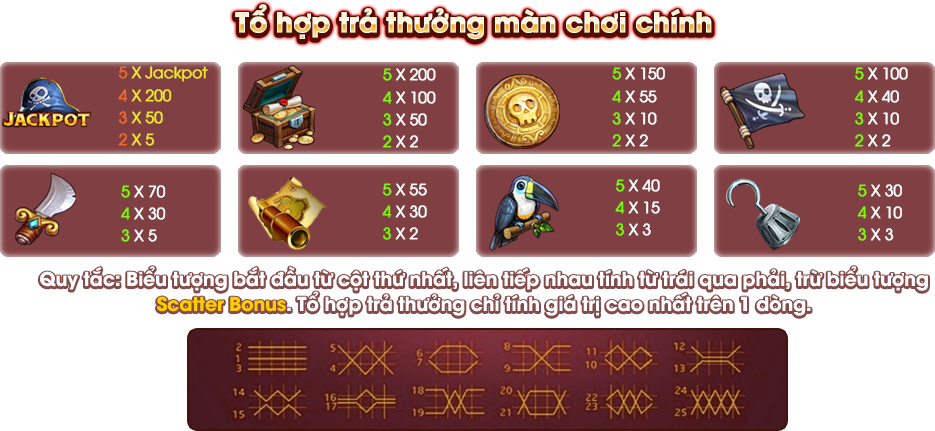 Tổ hợp trả thưởng màn chơi chính
JACKPOT
5 X Jackpot
4 X 200
3 X 50
2 X 5
5 X 200
4 X 100
3 X 50
2 X 2
5 X 150
4 X 55
3 X 10
2 X 2
5 X 100
4 X 40
3 X 10
2 X 2
5 X 70
4 X 30
3 X 5
5 X 55
4 X 30
3 X 2
5 X 40
4 X 15
3 X 3
5 X 30
4 X 10
3 X 3
Quy tắc: Biểu tượng bắt đầu từ cột thứ nhất, liên tiếp nhau tính từ trái qua phải, trừ biểu tượng
Scatter Bonus. Tổ hợp trả thưởng chỉ tính giá trị cao nhất trên 1 dòng.
2
1
3
5
4
6
7
8
9
11
10
12
13
14
15
16
17
18
19
20
21
22
23
24
25